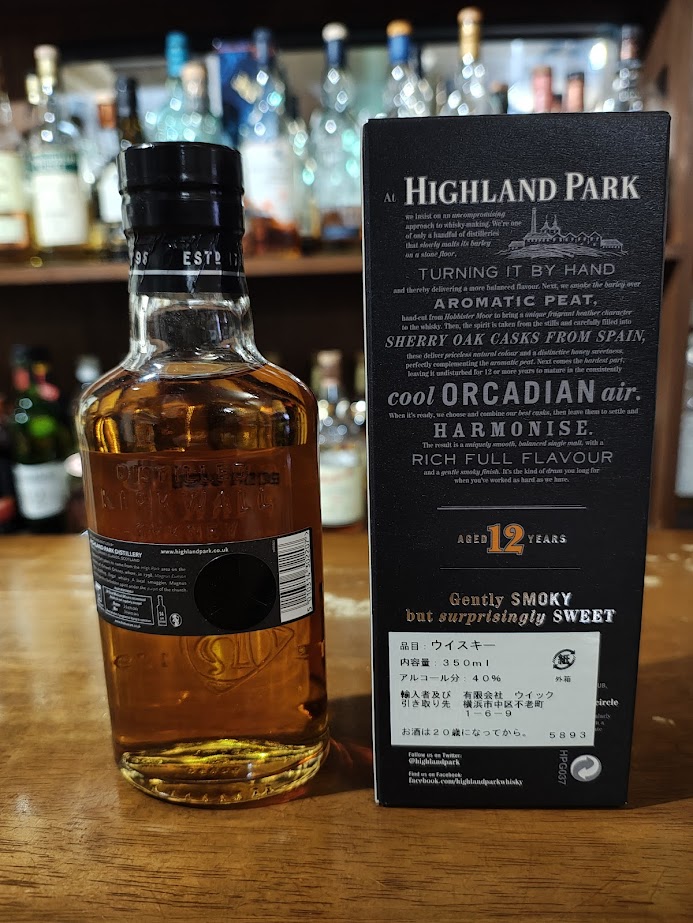 At HIGHLAND PARK
we insist on an uncompromising
approach to whisky-making. We're one
of only a handful of distilleries
that slowly malts its barley
on a stone floor,
TURNING IT BY HAND
and thereby delivering a more balanced flavour. Next, we smoke the barley over
AROMATIC PEAT,
hand-cut from Hobbister Moor to bring a unique fragrant heather character
to the whisky. Then, the spirit is taken from the stills and carefully filled into
SHERRY OAK CASKS FROM SPAIN,
these deliver priceless natural colour and a distinctive honey sweetness,
perfectly complementing the aromatic peat. Next comes the hardest part,
leaving it undisturbed for 12 or more years to mature in the consistently
cool ORCADIAN air.
When it's ready, we choose and combine our best casks, then leave them to settle and
HARMONISE.
The result is a uniquely smooth, balanced single malt, with a
RICH FULL FLAVOUR
and a gentle smoky finish. It's the kind of dram you long for
when you've worked as hard as we have.
AGED 12 YEARS
Gently SMOKY
but surprisingly SWEET
品目:ウイスキー
内容量:350ml
アルコール分:40%
紙
外箱
輸入者及び 有限会社 ウイック
引き取り先 横浜市中区不老町
1-6-9
お酒は20歳になってから。 5893
circle
Follow us on Twitter:
@highlandpark
Find us on Facebook:
facebook.com/highlandparkwhisky
HPG037
798 ESTD
HIGHLAND PARK DISTILLERY
www.highlandpark.co.uk